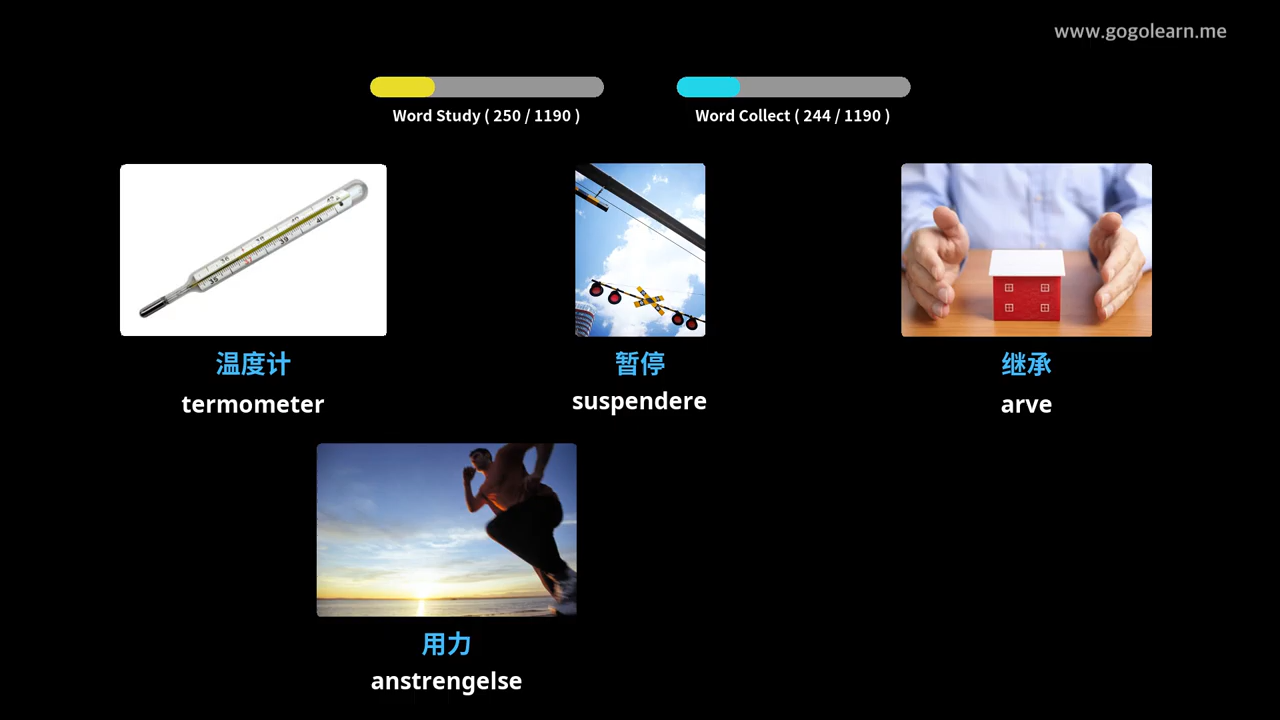 www.gogolearn.me
Word Study ( 250 / 1190 )
Word Collect ( 244 / 1190 )
温度计
termometer
暂停
suspendere
继承
arve
用力
anstrengelse